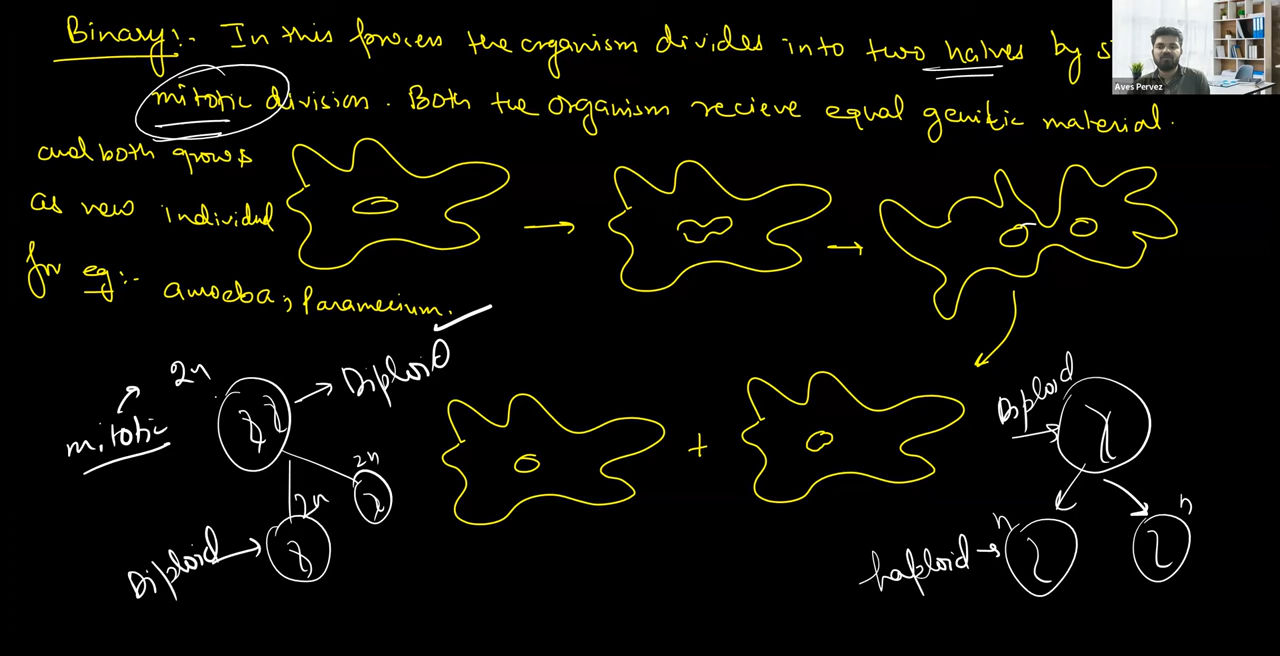 Binary:- In this process the organism divides into two halves by
mitotic division. Both the organism recieve equal genetic material.
and both grows
as new individual
for eg:- amoeba, Paramecium.
2n
→ Diploid
mitotic
2n
2n
Diploid
+
Diploid
n
n
haploid
Aves Pervez